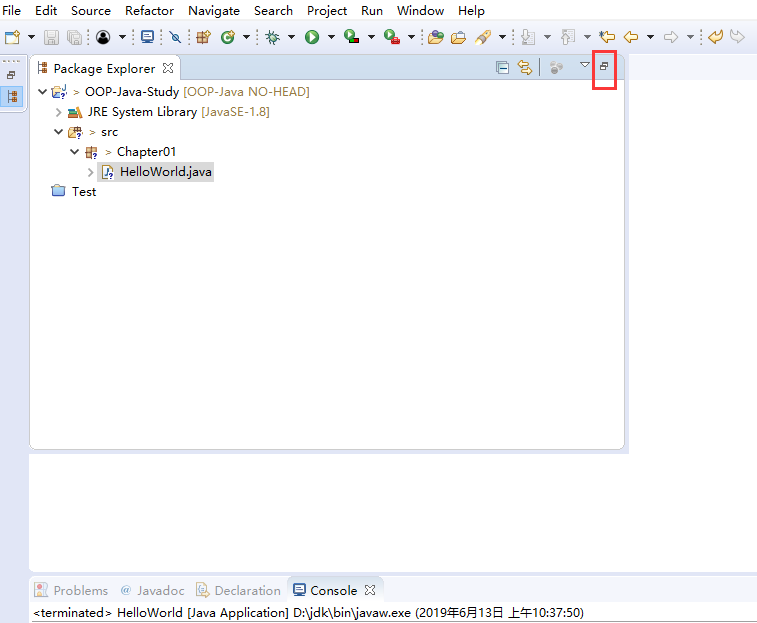 File Edit Source Refactor Navigate Search Project Run Window Help
Package Explorer
> OOP-Java-Study [OOP-Java NO-HEAD]
JRE System Library [JavaSE-1.8]
> src
> Chapter01
HelloWorld.java
Test
Problems @ Javadoc Declaration Console
<terminated> HelloWorld [Java Application] D:\jdk\bin\javaw.exe (2019年6月13日 上午10:37:50)